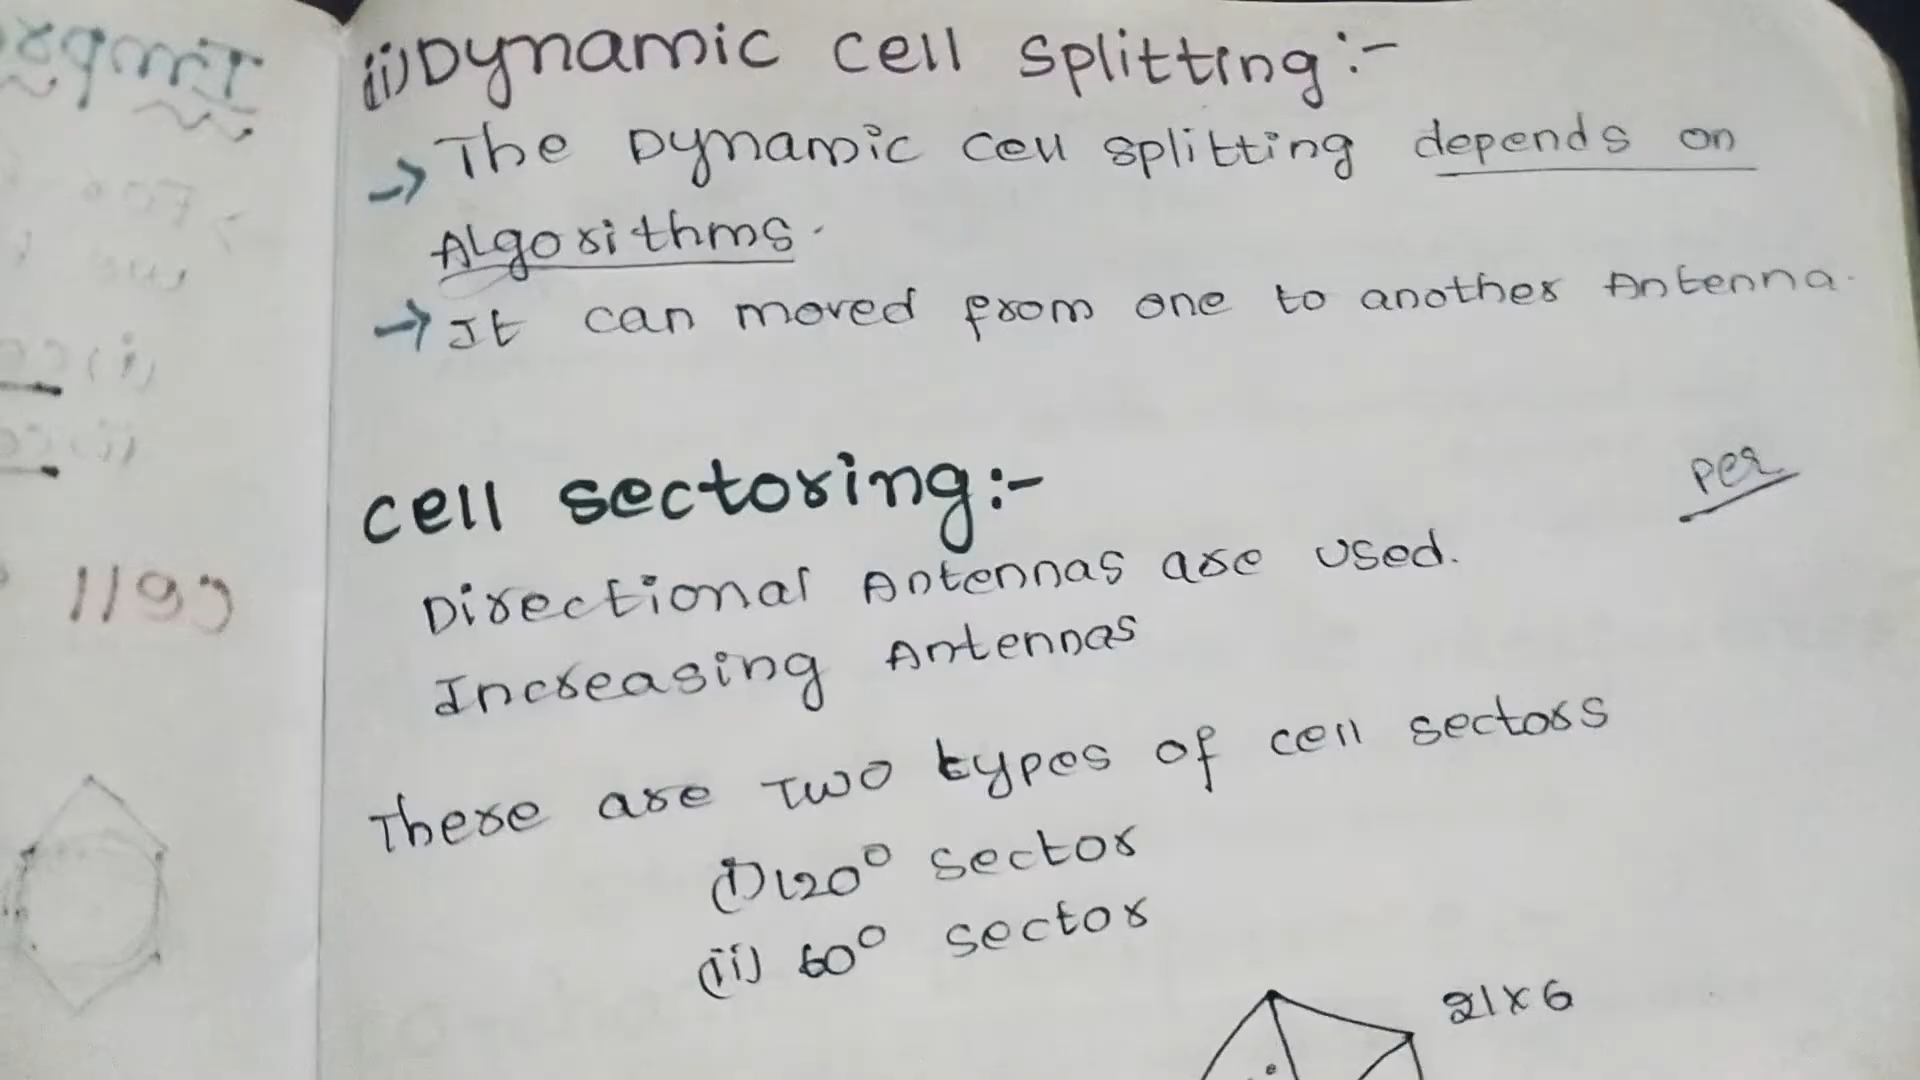 (ii) Dynamic cell splitting:-
→ The Dynamic cell splitting depends on
Algorithms.
→ It can moved from one to another Antenna.
cell sectoring:-
per
Directional Antennas are used.
Increasing Antennas
There are Two types of cell sectors
(i) 120° sector
(ii) 60° sector
21x6